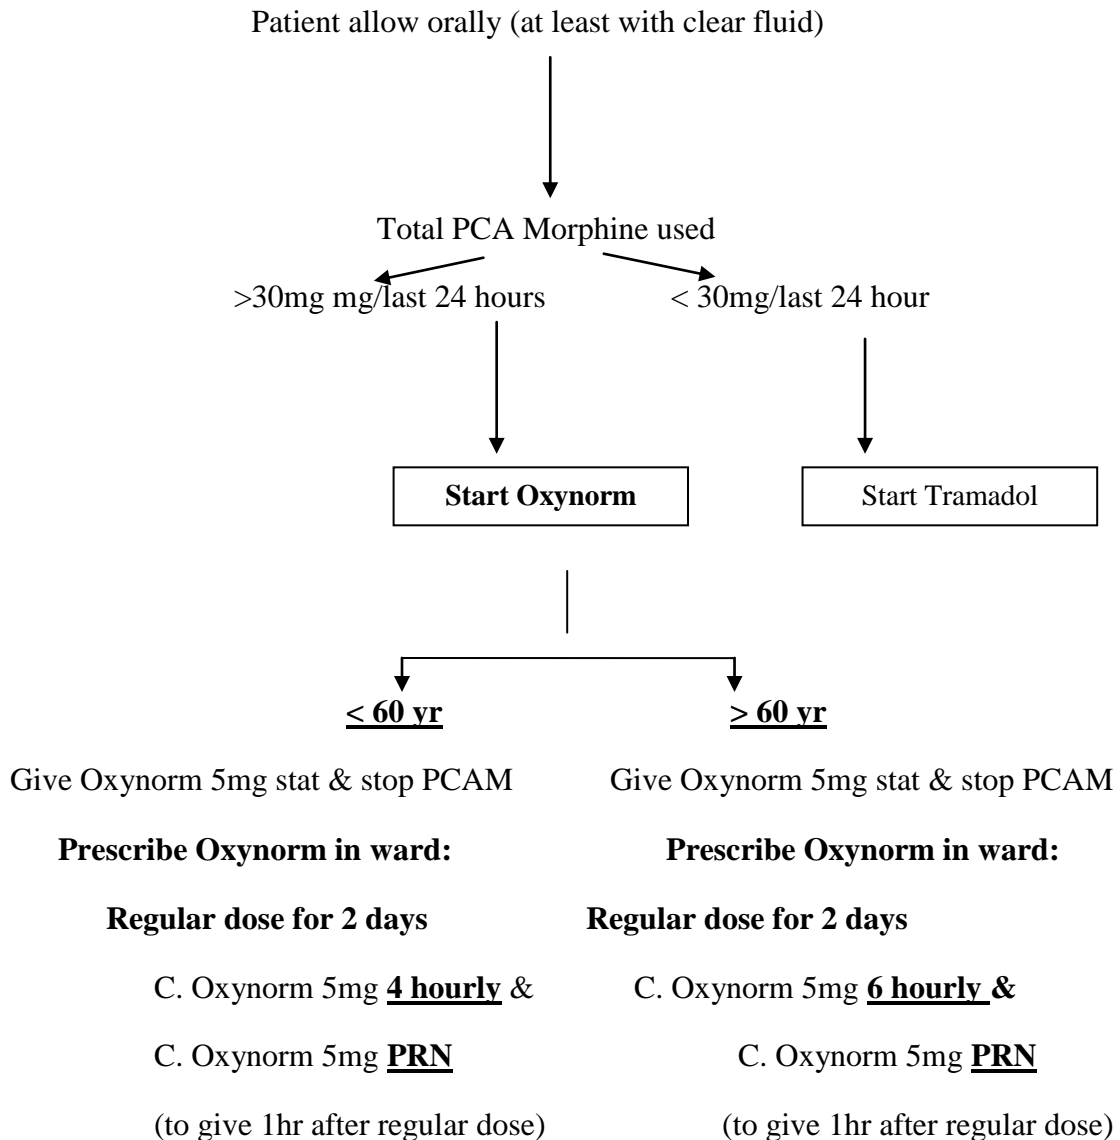 Patient allow orally (at least with clear fluid)
Total PCA Morphine used
>30mg mg/last 24 hours
< 30mg/last 24 hour
Start Oxynorm
Start Tramadol
< 60 yr
> 60 yr
Give Oxynorm 5mg stat & stop PCAM
Give Oxynorm 5mg stat & stop PCAM
Prescribe Oxynorm in ward:
Prescribe Oxynorm in ward:
Regular dose for 2 days
Regular dose for 2 days
C. Oxynorm 5mg 4 hourly &
C. Oxynorm 5mg 6 hourly &
C. Oxynorm 5mg PRN
C. Oxynorm 5mg PRN
(to give 1hr after regular dose)
(to give 1hr after regular dose)